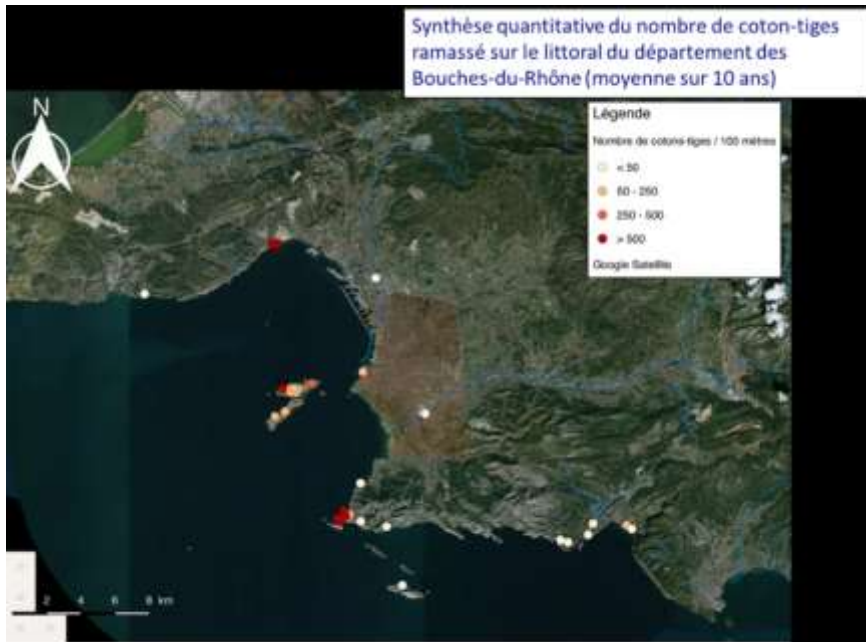 Synthèse quantitative du nombre de coton-tiges
ramassé sur le littoral du département des
Bouches-du-Rhône (moyenne sur 10 ans)
N
Légende
Nombre de cotons-tiges / 100 mètres
< 50
50 - 250
250 - 500
> 500
Google Satellite
2 4 6 8 km